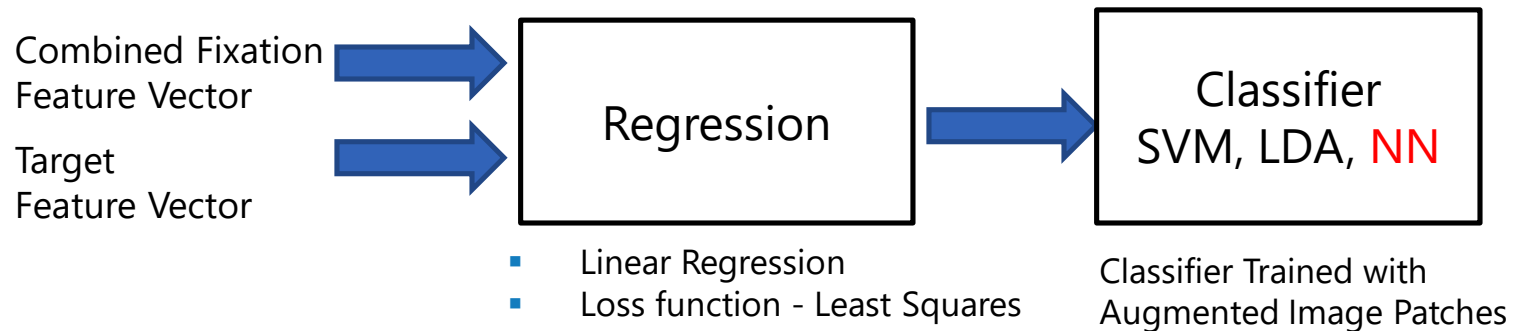 Combined Fixation
Feature Vector
Target
Feature Vector
Regression
▪ Linear Regression
▪ Loss function - Least Squares
Classifier
SVM, LDA, NN
Classifier Trained with
Augmented Image Patches